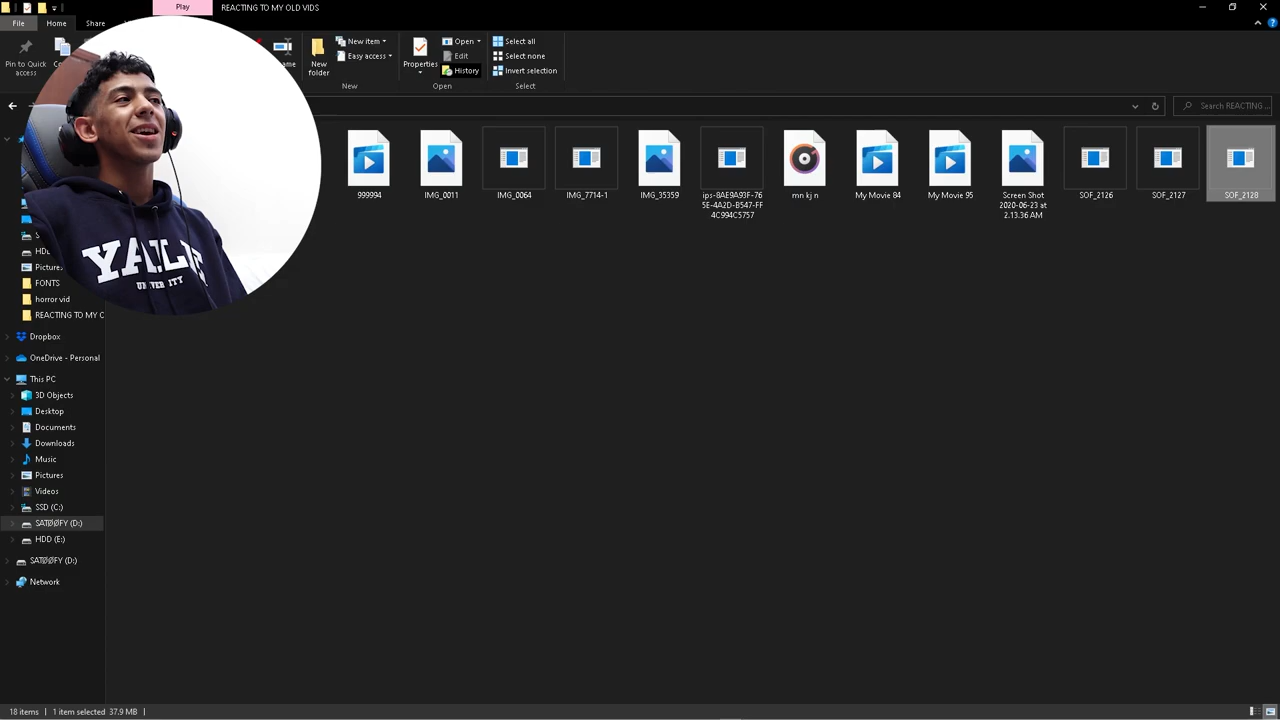 Play
REACTING TO MY OLD VIDS
File
Home
Share
Pin to Quick
access
New
folder
New item
Easy access
New
Properties
Open
Edit
History
Open
Select all
Select none
Invert selection
Select
Search REACTING ...
999994
IMG_0011
IMG_0064
IMG_7714-1
IMG_35359
ips-8AE9A93F-76
5E-4A2D-B547-FF
4C994C5757
mn kj n
My Movie 84
My Movie 95
Screen Shot
2020-06-23 at
2.13.36 AM
SOF_2126
SOF_2127
SOF_2128
YALE
UNIVERSITY
HDD
Pictures
FONTS
horror vid
REACTING TO MY O
Dropbox
OneDrive - Personal
This PC
3D Objects
Desktop
Documents
Downloads
Music
Pictures
Videos
SSD (C:)
SATØØFY (D:)
HDD (E:)
SATØØFY (D:)
Network
18 items
1 item selected 37.9 MB